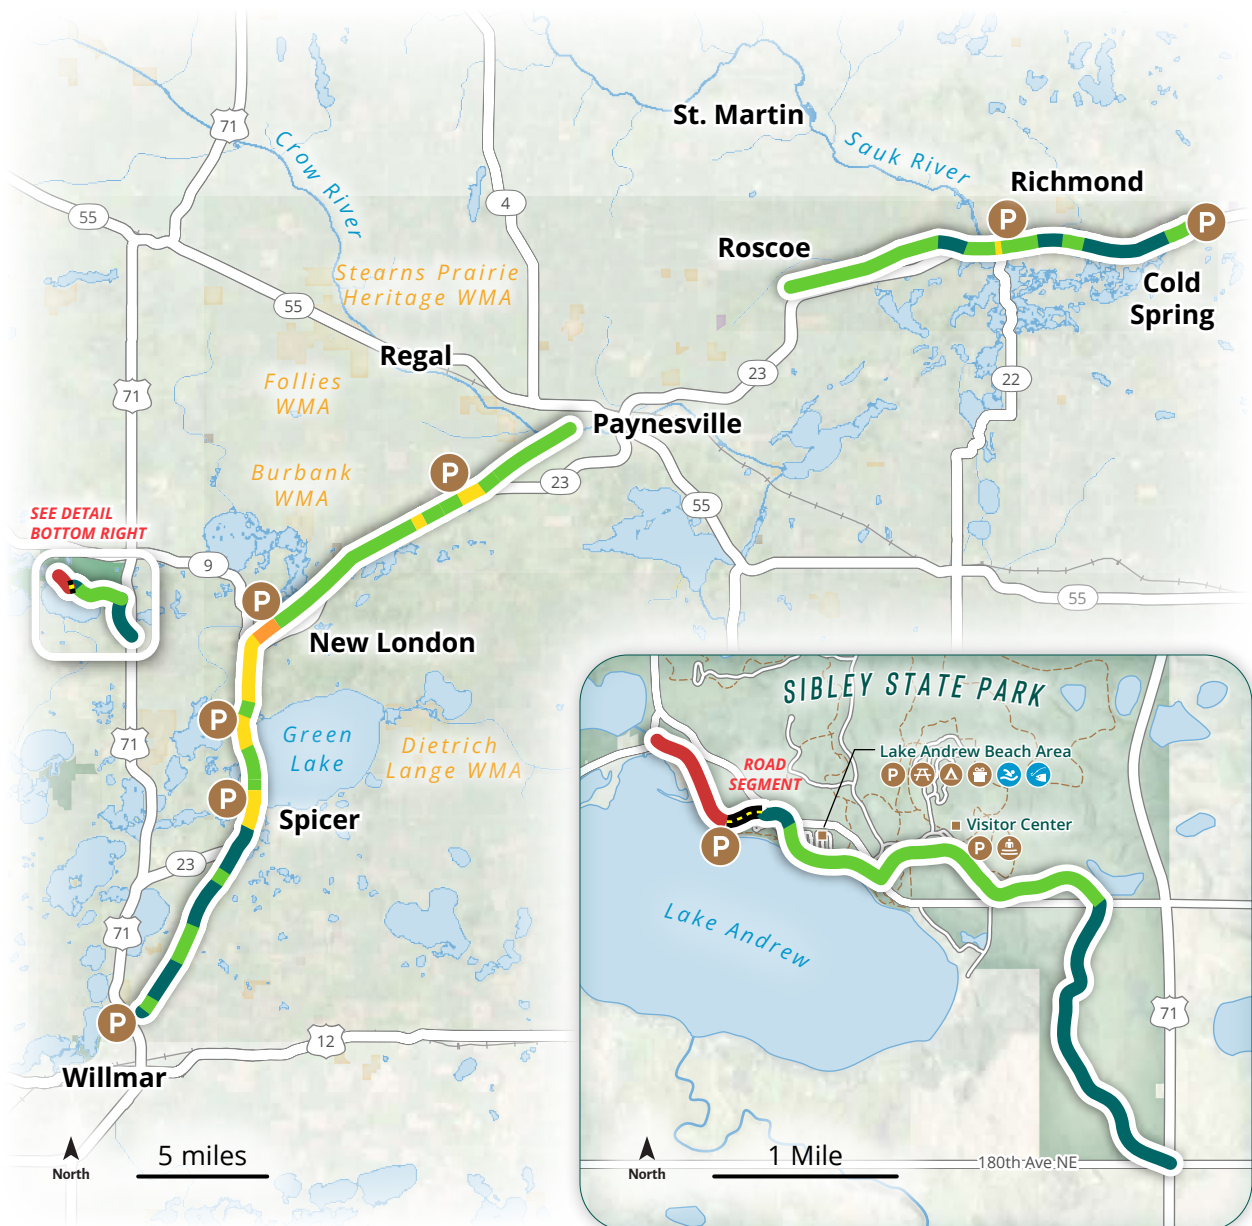 St. Martin
71
Crow River
Sauk River
Richmond
P
P
4
55
Roscoe
Stearns Prairie
Heritage WMA
Cold
Spring
55
Regal
23
22
71
Follies
WMA
Paynesville
Burbank
WMA
P
23
55
SEE DETAIL
BOTTOM RIGHT
9
P
55
New London
P
Green
Lake
Dietrich
Lange WMA
71
P
Spicer
23
71
P
12
Willmar
North
5 miles
SIBLEY STATE PARK
Lake Andrew Beach Area
P
ROAD
SEGMENT
Visitor Center
P
P
Lake Andrew
71
North
1 Mile
180th Ave NE